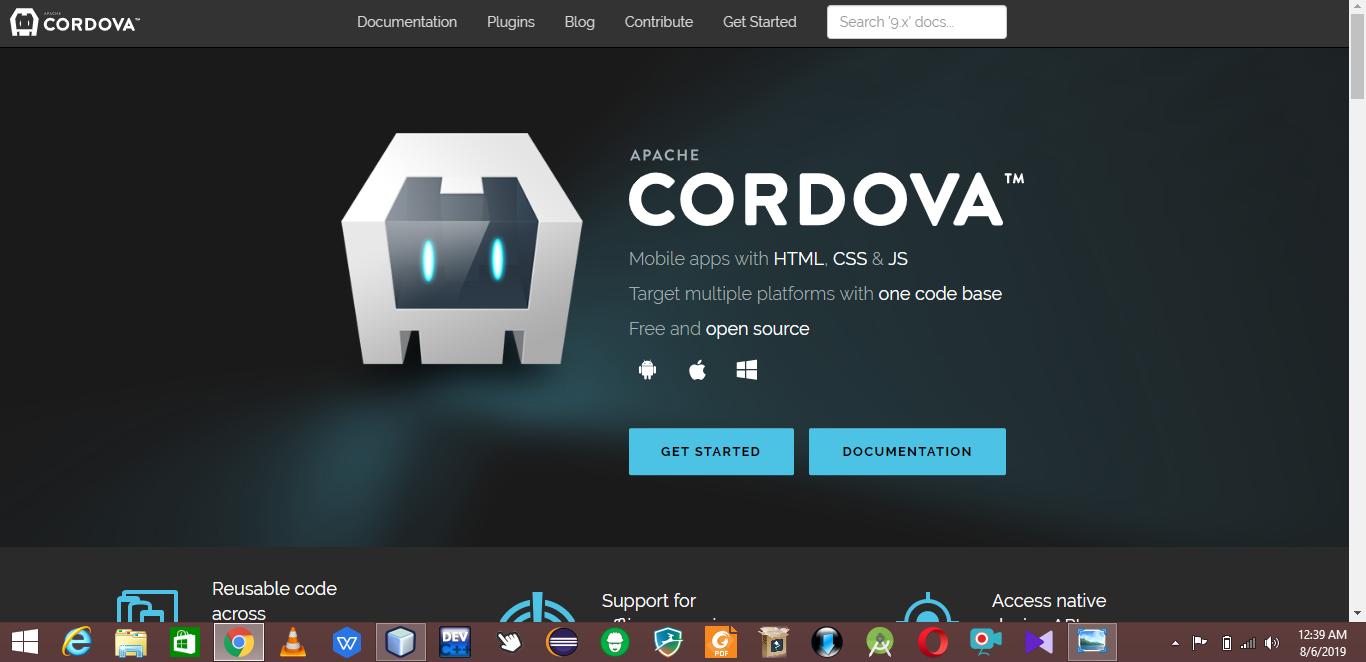 APACHE
CORDOVA™
Documentation
Plugins
Blog
Contribute
Get Started
Search '9.x' docs...
APACHE
CORDOVA™
Mobile apps with HTML, CSS & JS
Target multiple platforms with one code base
Free and open source
GET STARTED
DOCUMENTATION
Reusable code
across
Support for
Access native
DEV
C++
PDF
12:39 AM
8/6/2019